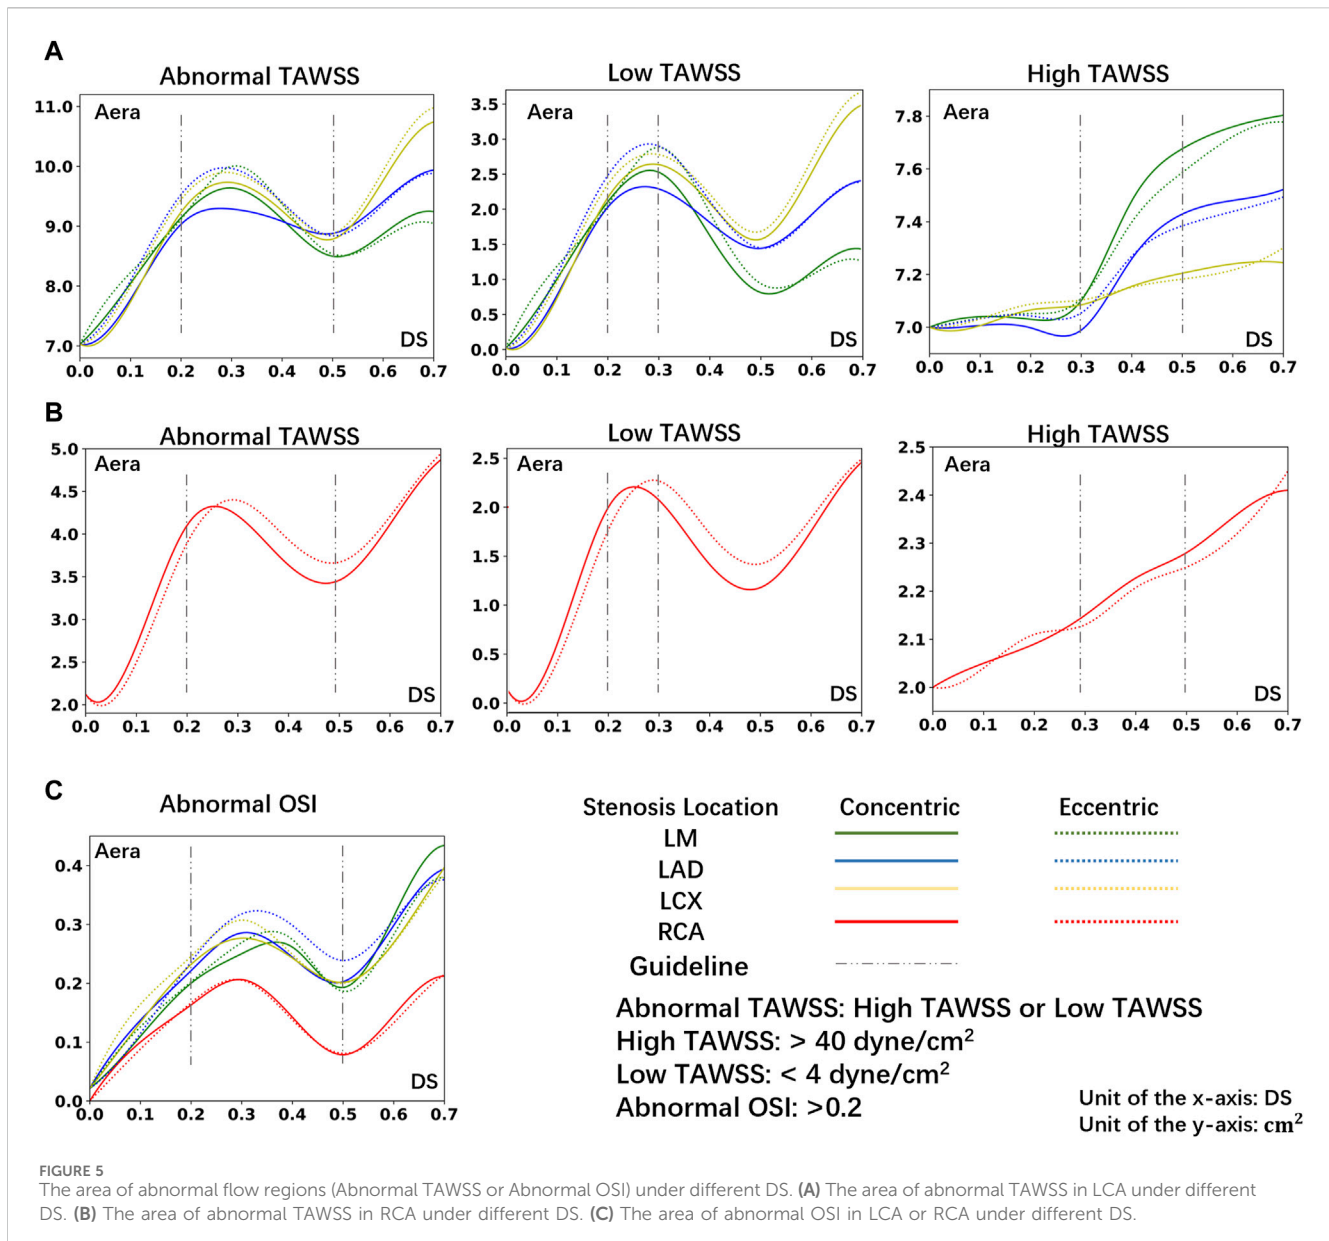 A
Abnormal TAWSS
Low TAWSS
High TAWSS
Aera
11.0
10.0
9.0
8.0
7.0
DS
0.0 0.1 0.2 0.3 0.4 0.5 0.6 0.7
Aera
3.5
3.0
2.5
2.0
1.5
1.0
0.5
0.0
DS
0.0 0.1 0.2 0.3 0.4 0.5 0.6 0.7
Aera
7.8
7.6
7.4
7.2
7.0
DS
0.0 0.1 0.2 0.3 0.4 0.5 0.6 0.7
B
Abnormal TAWSS
Low TAWSS
High TAWSS
Aera
5.0
4.5
4.0
3.5
3.0
2.5
2.0
DS
0.0 0.1 0.2 0.3 0.4 0.5 0.6 0.7
Aera
2.5
2.0
1.5
1.0
0.5
0.0
DS
0.0 0.1 0.2 0.3 0.4 0.5 0.6 0.7
Aera
2.5
2.4
2.3
2.2
2.1
2.0
DS
0.0 0.1 0.2 0.3 0.4 0.5 0.6 0.7
C
Abnormal OSI
Aera
0.4
0.3
0.2
0.1
0.0
DS
0.0 0.1 0.2 0.3 0.4 0.5 0.6 0.7
Stenosis Location Concentric Eccentric
LM
LAD
LCX
RCA
Guideline
Abnormal TAWSS: High TAWSS or Low TAWSS
High TAWSS: > 40 dyne/cm²
Low TAWSS: < 4 dyne/cm²
Abnormal OSI: >0.2
Unit of the x-axis: DS
Unit of the y-axis: cm²
FIGURE 5
The area of abnormal flow regions (Abnormal TAWSS or Abnormal OSI) under different DS. (A) The area of abnormal TAWSS in LCA under different
DS. (B) The area of abnormal TAWSS in RCA under different DS. (C) The area of abnormal OSI in LCA or RCA under different DS.